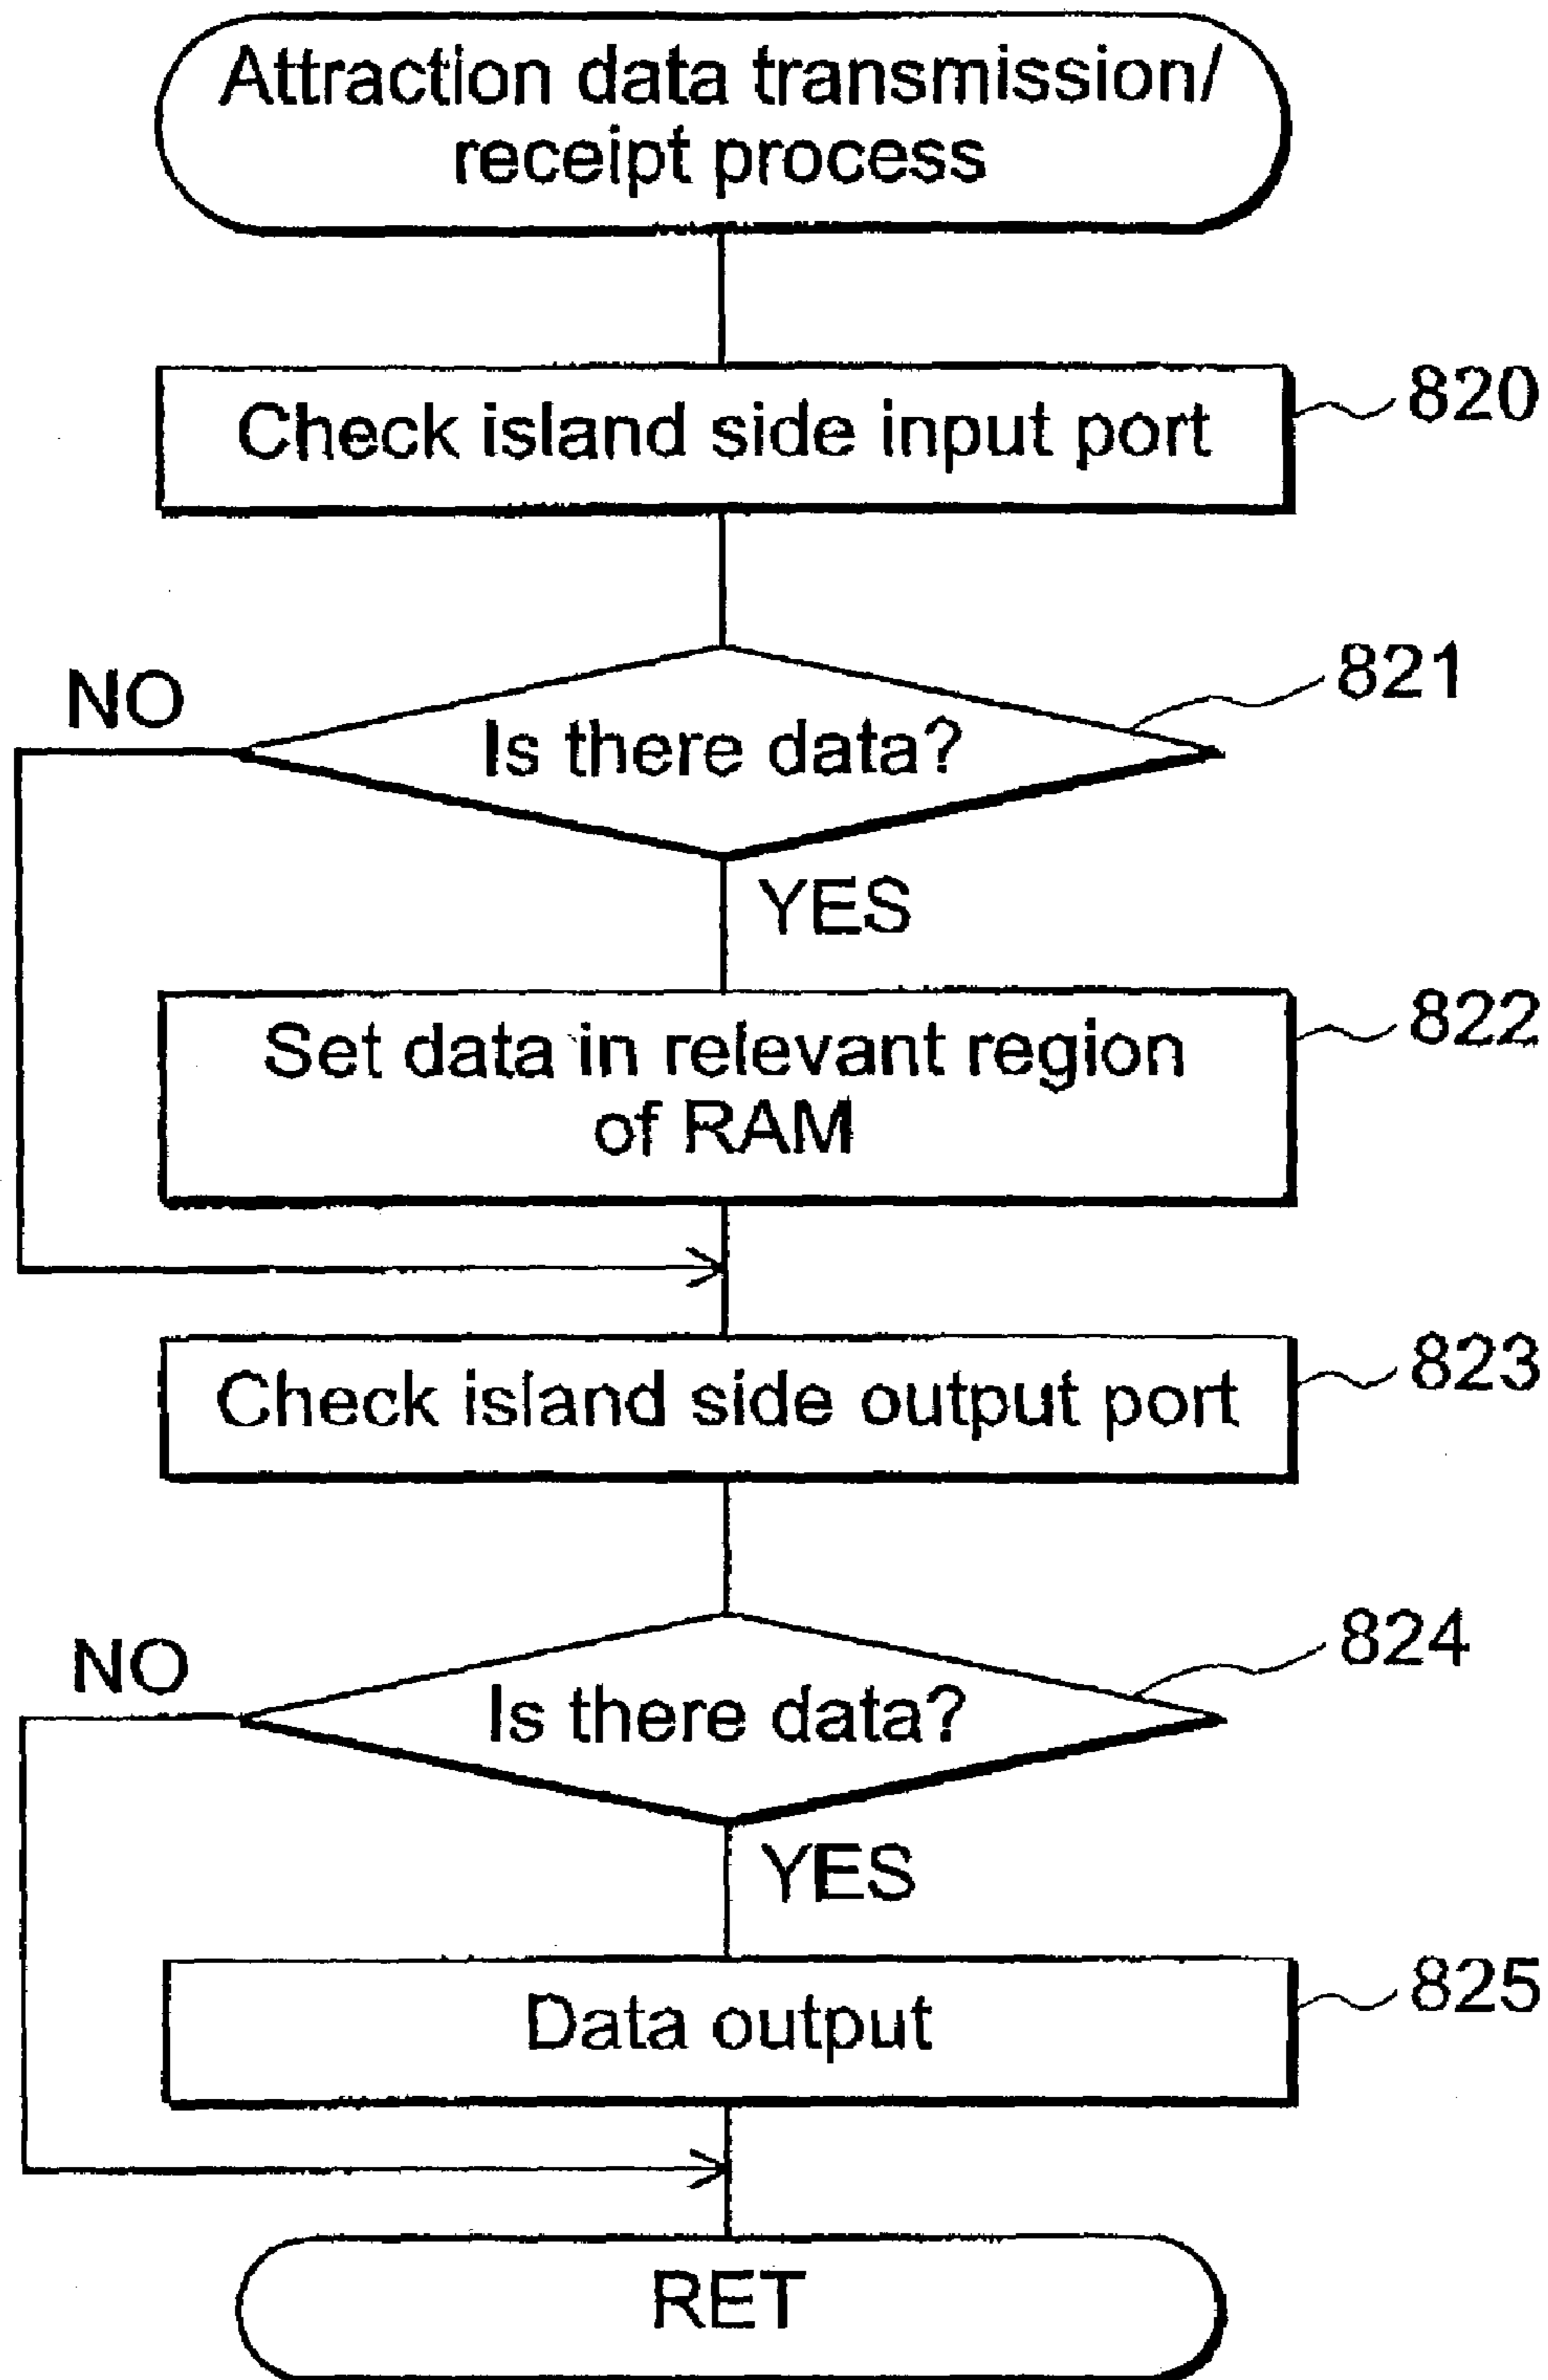 Attraction data transmission/
receipt process
Check island side input port
820
821
NO
Is there data?
YES
Set data in relevant region
of RAM
822
Check island side output port
823
824
NO
Is there data?
YES
Data output
825
RET